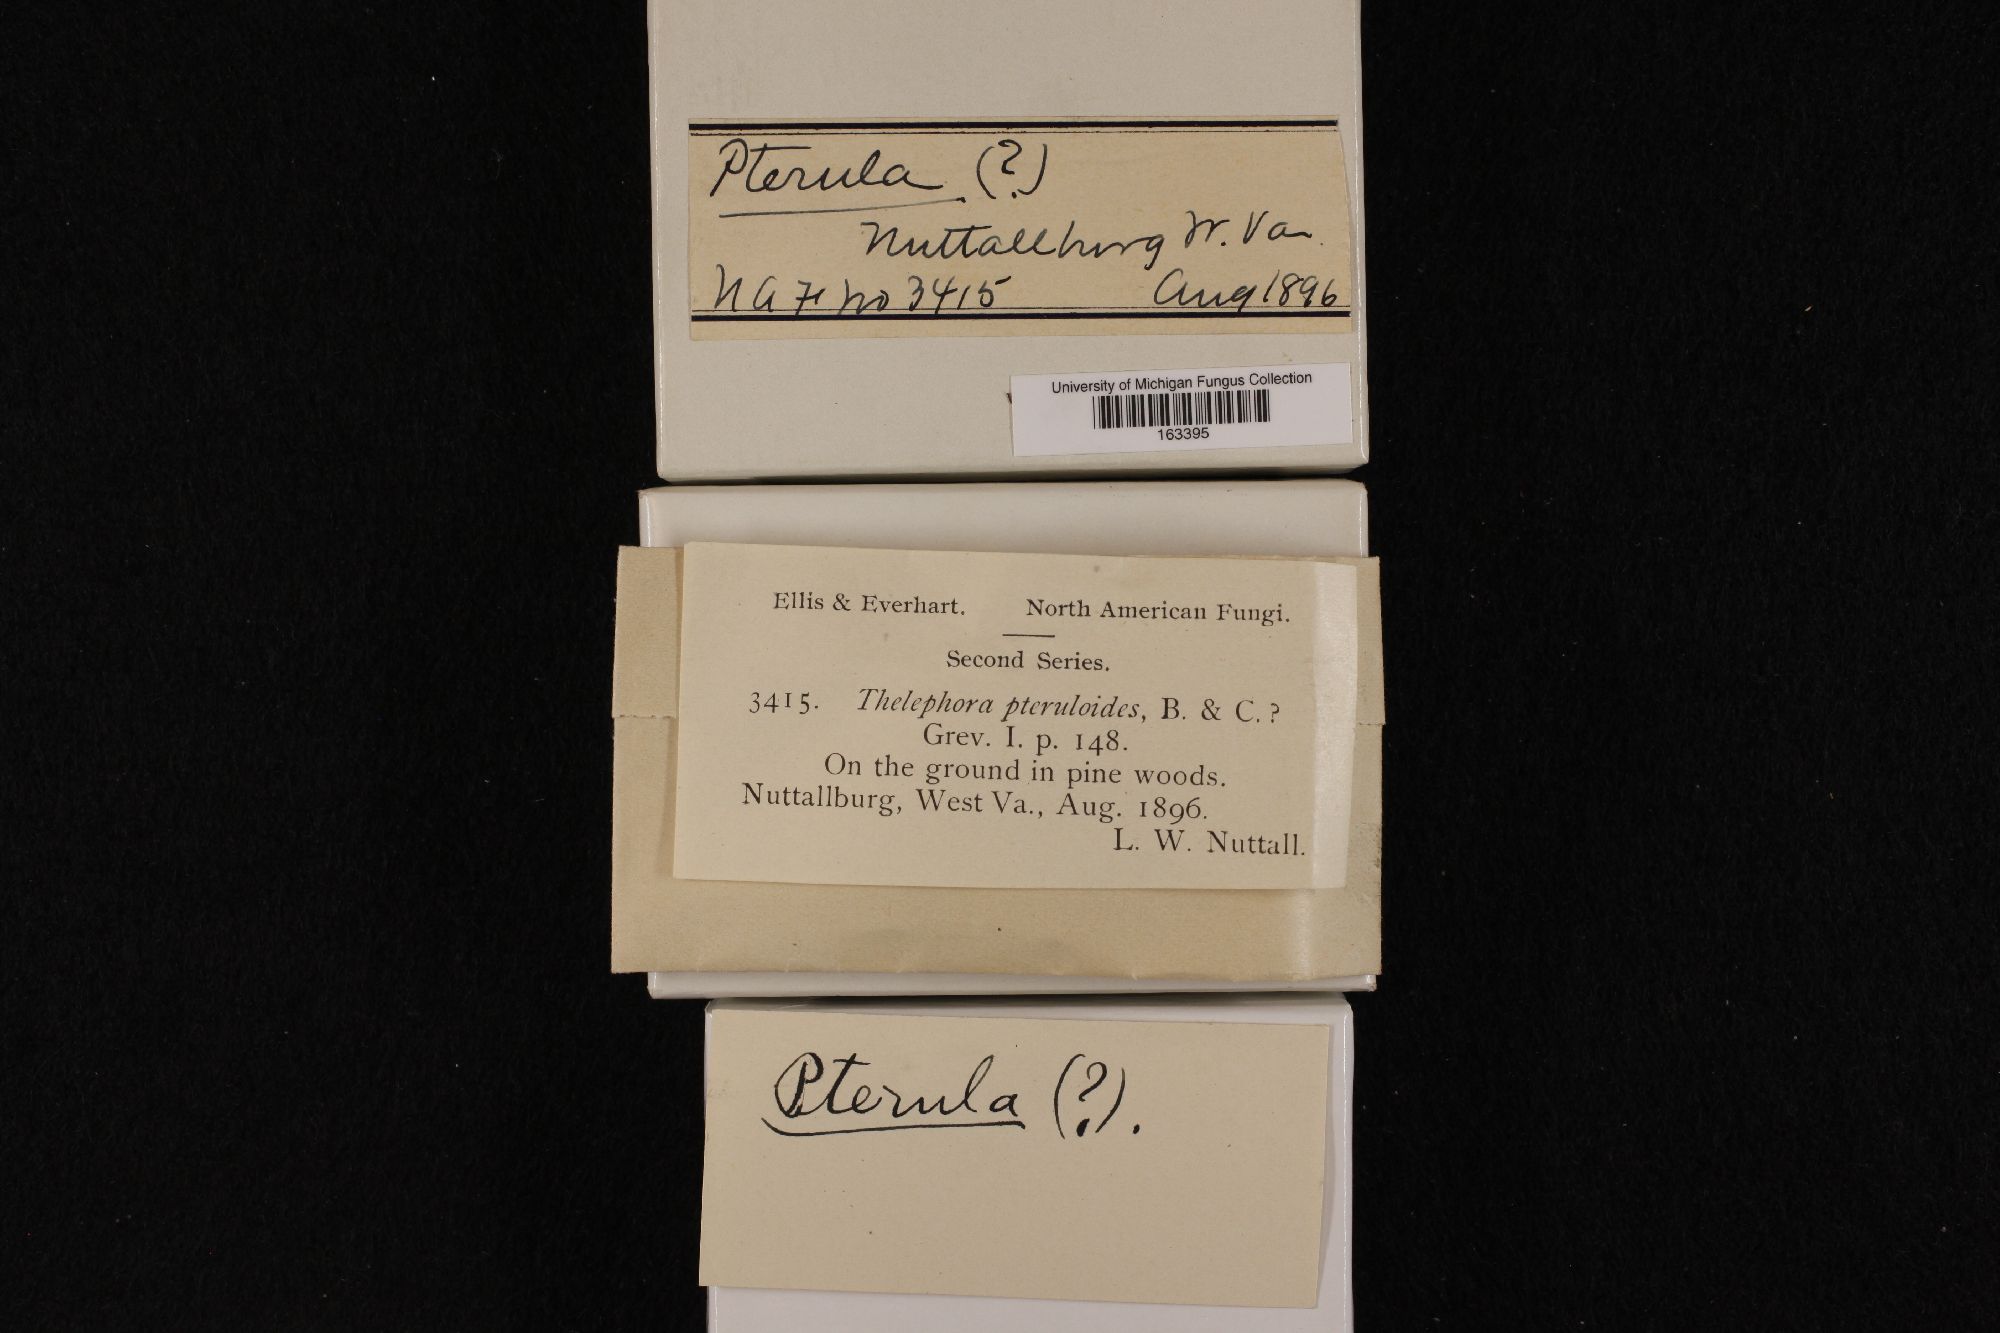 Pterula (?)
Nuttallburg W. Va.
NAF no 3415 Aug 1896
University of Michigan Fungus Collection
163395
Ellis & Everhart. North American Fungi.
Second Series.
3415. Thelephora pteruloides, B. & C.?
Grev. I. p. 148.
On the ground in pine woods.
Nuttallburg, West Va., Aug. 1896.
L. W. Nuttall.
Pterula (?).